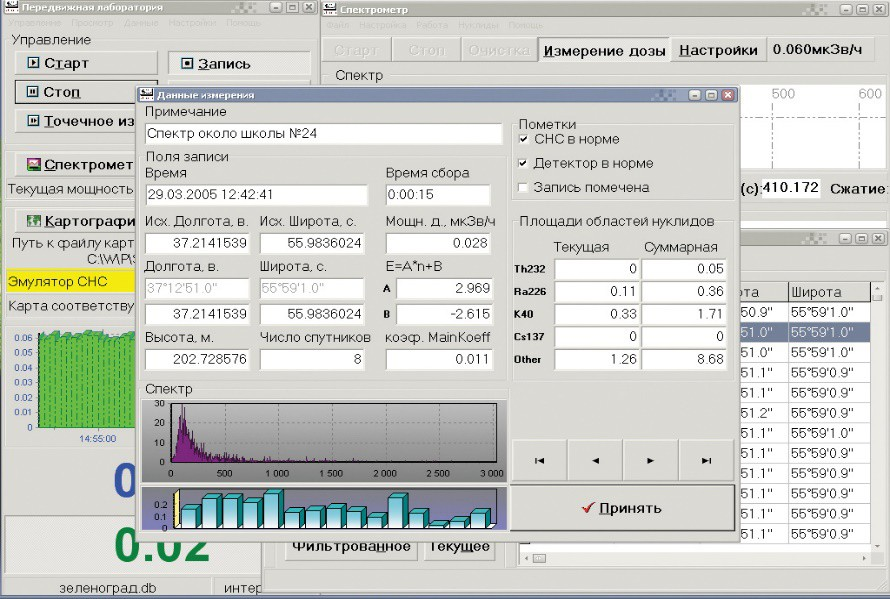 Передвижная лаборатория
Управление Просмотр Данные Настройки Помощь
Управление
Старт
Запись
Стоп
Точечное из
Спектромет
Текущая мощность
Картографи
Путь к файлу карт
C:\W\P\S
Эмулятор СНС
Карта соответству
0.06
0.05
0.04
0.03
0.02
0.01
0
14:55:00
0
0.02
зеленоград.db
интер
Спектрометр
Файл Настройка Работа Нуклиды Помощь
Старт
Стоп
Очистка
Измерение дозы
Настройки
0.060мкЗв/ч
Спектр
500 600
(с): 410.172 Сжатие:
Данные измерения
Примечание
Спектр около школы №24
Поля записи
Время
Время сбора
29.03.2005 12:42:41
0:00:15
Исх. Долгота, в.
Исх. Широта, с.
Мощн. д., мкЗв/ч
37.2141539
55.9836024
0.028
Долгота, в.
Широта, с.
E=A*n+B
37°12'51.0"
55°59'1.0"
A 2.969
37.2141539
55.9836024
B -2.615
Высота, м.
Число спутников
коэф. MainKoeff
202.728576
8
0.011
Спектр
30
20
10
0
0 500 1 000 1 500 2 000 2 500 3 000
0.2
0.1
0
Пометки
СНС в норме
Детектор в норме
Запись помечена
Площади областей нуклидов
Текущая Суммарная
Th232 0 0.05
Ra226 0.11 0.36
K40 0.33 1.71
Cs137 0 0
Other 1.26 8.68
Принять
Фильтрованное
Текущее
ота Широта
50.9" 55°59'1.0"
51.0" 55°59'1.0"
51.0" 55°59'1.0"
51.1" 55°59'0.9"
51.1" 55°59'0.9"
51.2" 55°59'0.9"
51.1" 55°59'1.0"
51.1" 55°59'0.9"
51.1" 55°59'0.9"
51.1" 55°59'0.9"
51.1" 55°59'0.9"
51.1" 55°59'0.9"